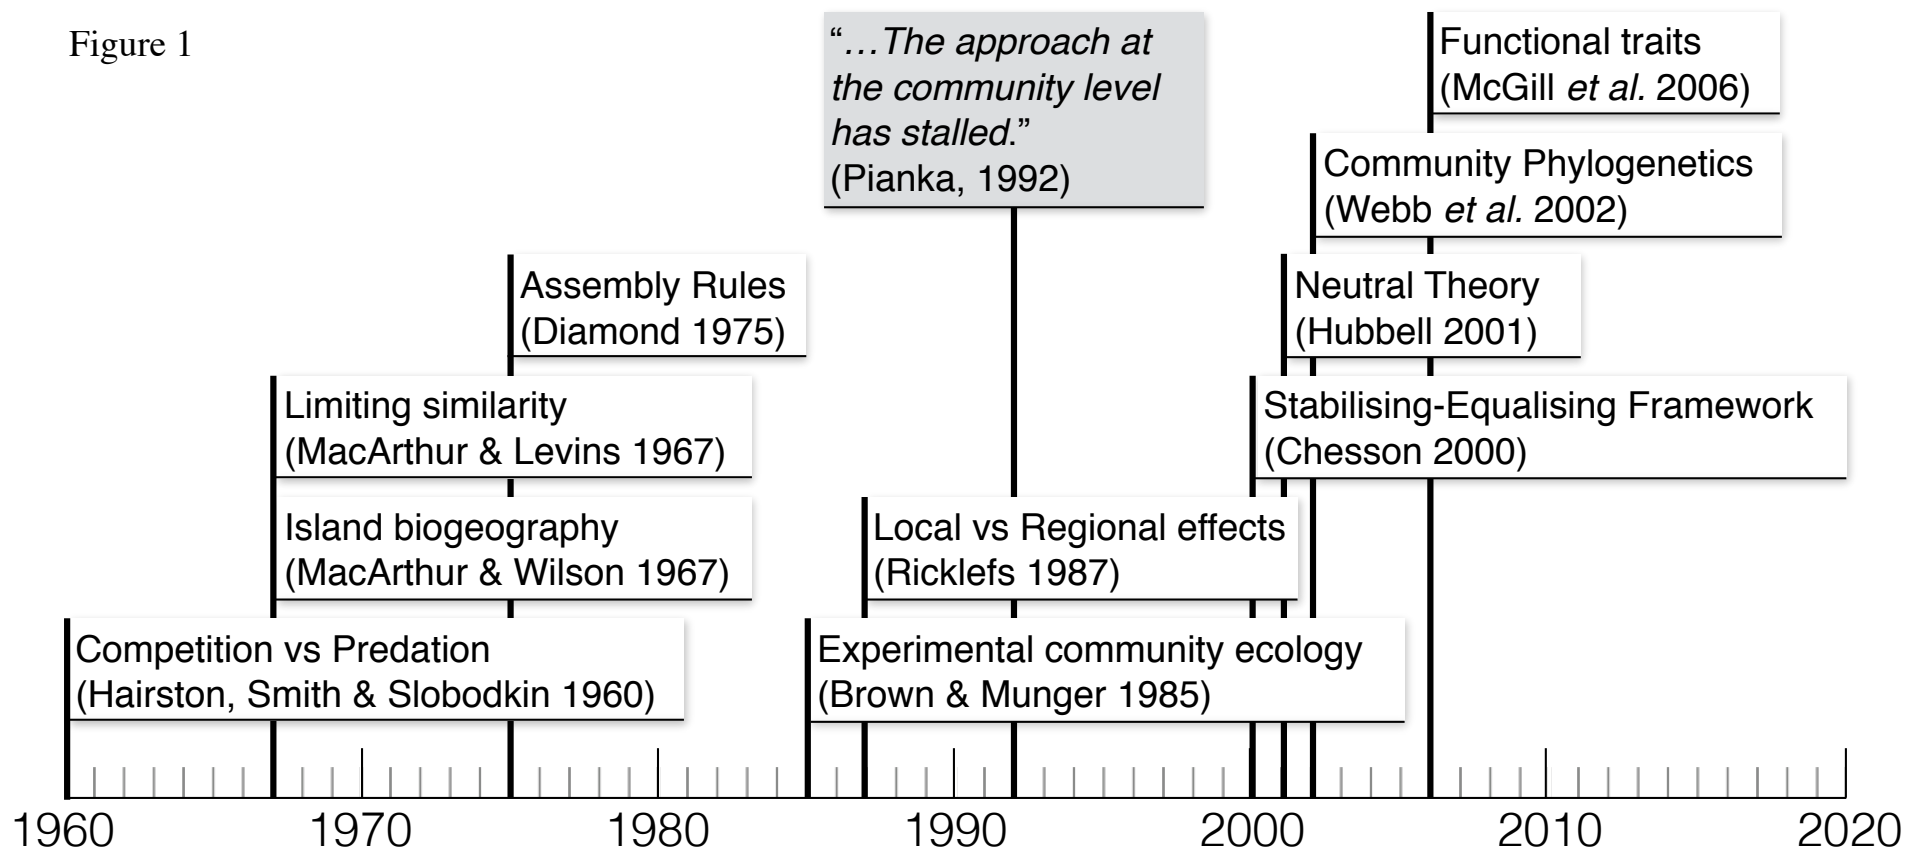 Figure 1
“…The approach at
the community level
has stalled.”
(Pianka, 1992)
Functional traits
(McGill et al. 2006)
Community Phylogenetics
(Webb et al. 2002)
Assembly Rules
(Diamond 1975)
Neutral Theory
(Hubbell 2001)
Limiting similarity
(MacArthur & Levins 1967)
Stabilising-Equalising Framework
(Chesson 2000)
Island biogeography
(MacArthur & Wilson 1967)
Local vs Regional effects
(Ricklefs 1987)
Competition vs Predation
(Hairston, Smith & Slobodkin 1960)
Experimental community ecology
(Brown & Munger 1985)
1960 1970 1980 1990 2000 2010 2020